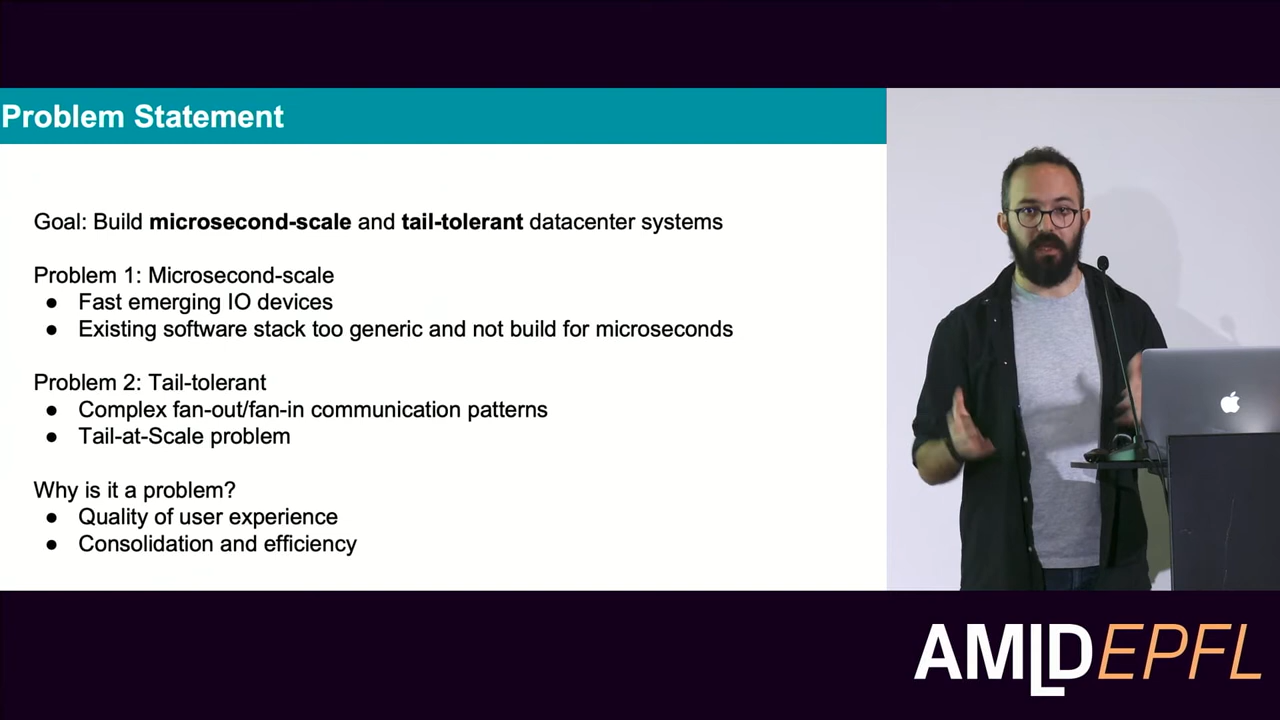 Problem Statement
Goal: Build microsecond-scale and tail-tolerant datacenter systems
Problem 1: Microsecond-scale
● Fast emerging IO devices
● Existing software stack too generic and not build for microseconds
Problem 2: Tail-tolerant
● Complex fan-out/fan-in communication patterns
● Tail-at-Scale problem
Why is it a problem?
● Quality of user experience
● Consolidation and efficiency
AMLDEPFL